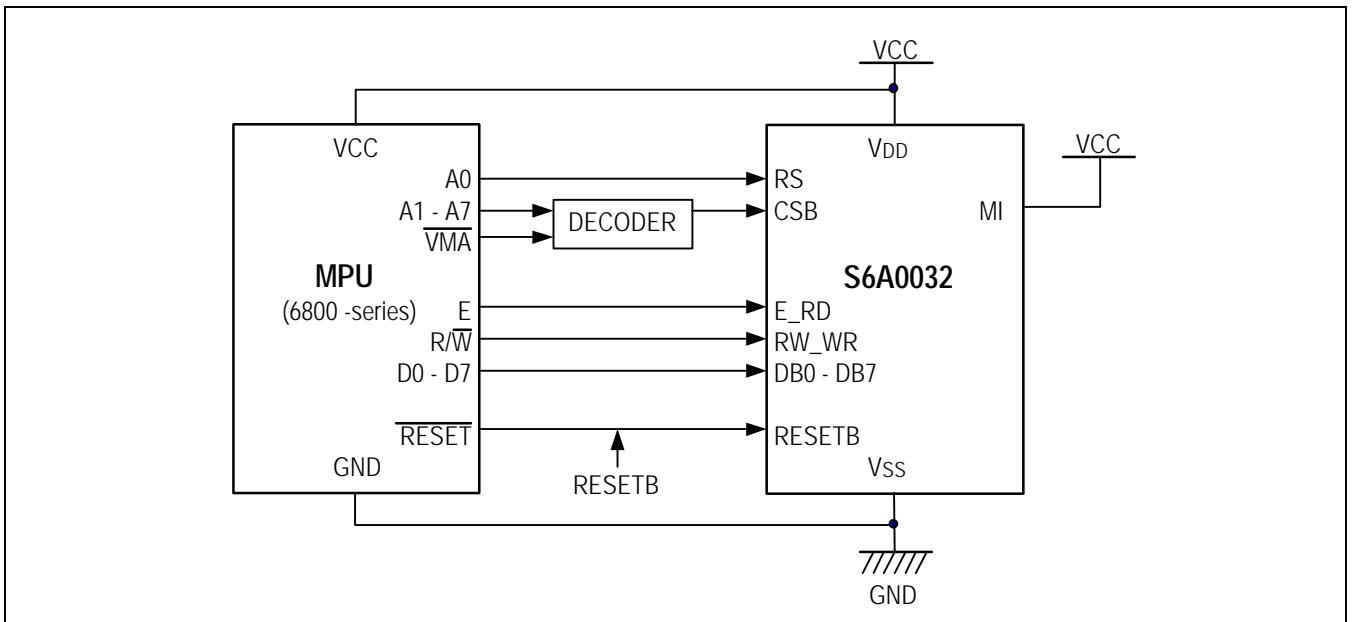 VCC
VCC
VDD
VCC
A0
RS
A1 - A7
DECODER
CSB
MI
VMA
MPU
S6A0032
(6800 -series)
E
E_RD
R/W
RW_WR
D0 - D7
DB0 - DB7
RESET
RESETB
GND
RESETB
VSS
GND